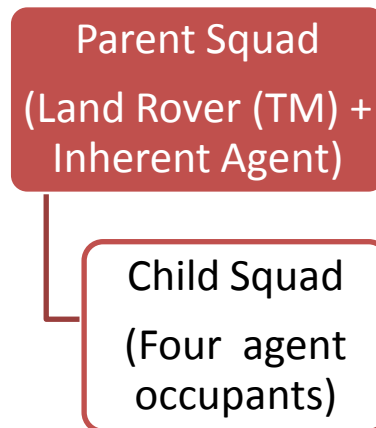 Parent Squad
(Land Rover (TM) +
Inherent Agent)
Child Squad
(Four agent
occupants)